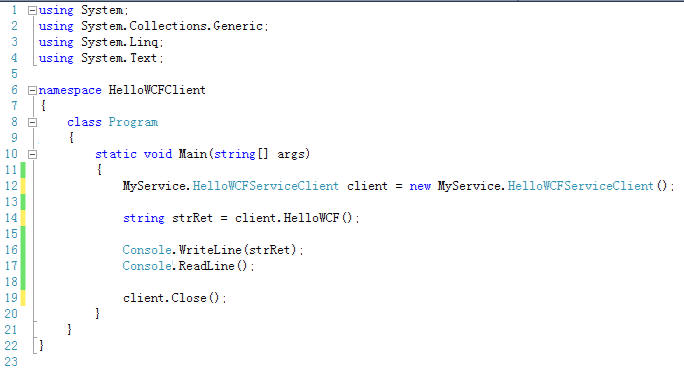 1 using System;
2 using System.Collections.Generic;
3 using System.Linq;
4 using System.Text;
5
6 namespace HelloWCFClient
7 {
8 class Program
9 {
10 static void Main(string[] args)
11 {
12 MyService.HelloWCFServiceClient client = new MyService.HelloWCFServiceClient();
13
14 string strRet = client.HelloWCF();
15
16 Console.WriteLine(strRet);
17 Console.ReadLine();
18
19 client.Close();
20 }
21 }
22 }
23